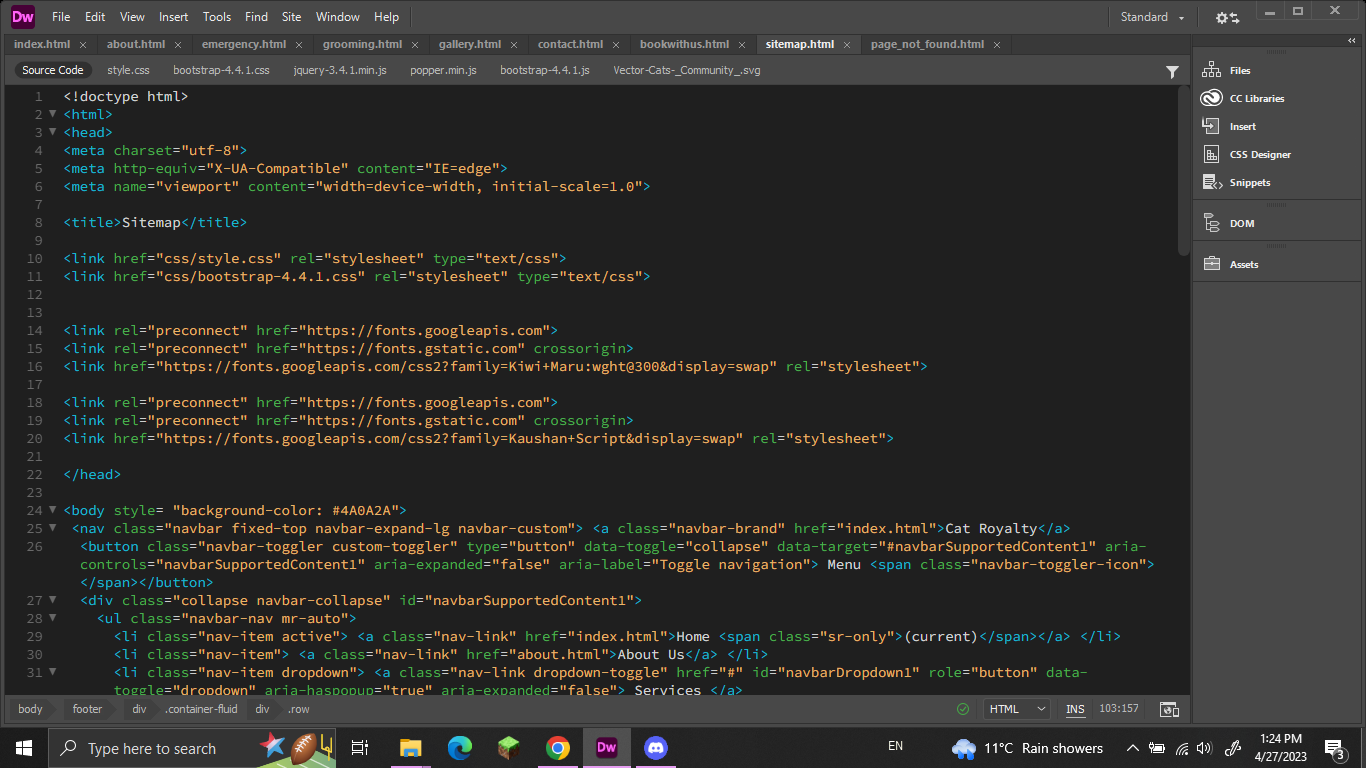 Dw File Edit View Insert Tools Find Site Window Help Standard
index.html about.html emergency.html grooming.html gallery.html contact.html bookwithus.html sitemap.html page_not_found.html
Source Code style.css bootstrap-4.4.1.css jquery-3.4.1.min.js popper.min.js bootstrap-4.4.1.js Vector-Cats-_Community_.svg
1 <!doctype html>
2 <html>
3 <head>
4 <meta charset="utf-8">
5 <meta http-equiv="X-UA-Compatible" content="IE=edge">
6 <meta name="viewport" content="width=device-width, initial-scale=1.0">
7
8 <title>Sitemap</title>
9
10 <link href="css/style.css" rel="stylesheet" type="text/css">
11 <link href="css/bootstrap-4.4.1.css" rel="stylesheet" type="text/css">
12
13
14 <link rel="preconnect" href="https://fonts.googleapis.com">
15 <link rel="preconnect" href="https://fonts.gstatic.com" crossorigin>
16 <link href="https://fonts.googleapis.com/css2?family=Kiwi+Maru:wght@300&display=swap" rel="stylesheet">
17
18 <link rel="preconnect" href="https://fonts.googleapis.com">
19 <link rel="preconnect" href="https://fonts.gstatic.com" crossorigin>
20 <link href="https://fonts.googleapis.com/css2?family=Kaushan+Script&display=swap" rel="stylesheet">
21
22 </head>
23
24 <body style= "background-color: #4A0A2A">
25 <nav class="navbar fixed-top navbar-expand-lg navbar-custom"> <a class="navbar-brand" href="index.html">Cat Royalty</a>
26 <button class="navbar-toggler custom-toggler" type="button" data-toggle="collapse" data-target="#navbarSupportedContent1" aria-
controls="navbarSupportedContent1" aria-expanded="false" aria-label="Toggle navigation"> Menu <span class="navbar-toggler-icon">
</span></button>
27 <div class="collapse navbar-collapse" id="navbarSupportedContent1">
28 <ul class="navbar-nav mr-auto">
29 <li class="nav-item active"> <a class="nav-link" href="index.html">Home <span class="sr-only">(current)</span></a> </li>
30 <li class="nav-item"> <a class="nav-link" href="about.html">About Us</a> </li>
31 <li class="nav-item dropdown"> <a class="nav-link dropdown-toggle" href="#" id="navbarDropdown1" role="button" data-
toggle="dropdown" aria-haspopup="true" aria-expanded="false"> Services </a>
Files
CC Libraries
Insert
CSS Designer
Snippets
DOM
Assets
body footer div .container-fluid div .row HTML INS 103:157
Type here to search Dw EN 11°C Rain showers 1:24 PM
4/27/2023 3